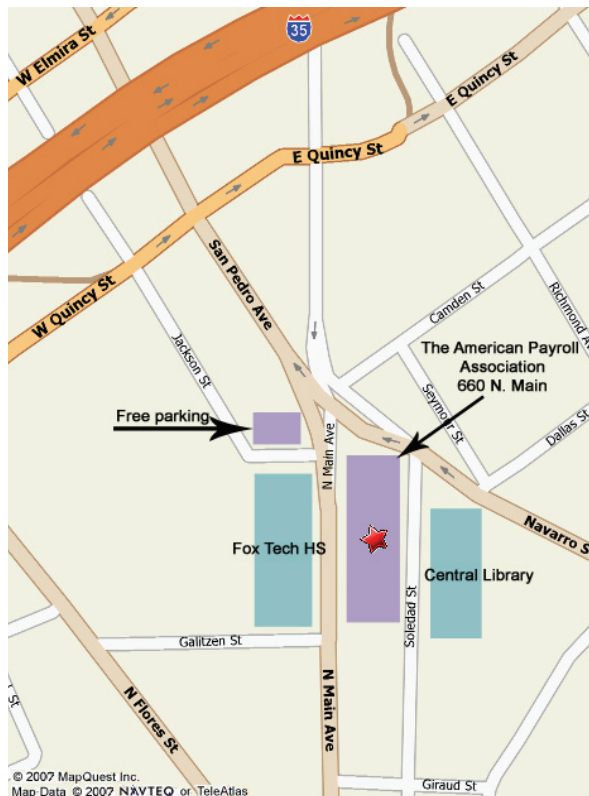 35
W Elmira St
E Quincy St
E Quincy St
San Pedro Ave
W Quincy St
Camden St
Richmond Av
Jackson St
The American Payroll
Association
660 N. Main
Seymour St
Free parking
Dallas St
N Main Ave
Navarro S
Fox Tech HS
Central Library
Soledad St
Galitzen St
N Flores St
N Main Ave
Giraud St
© 2007 MapQuest Inc.
Map Data © 2007 NAVTEQ or TeleAtlas